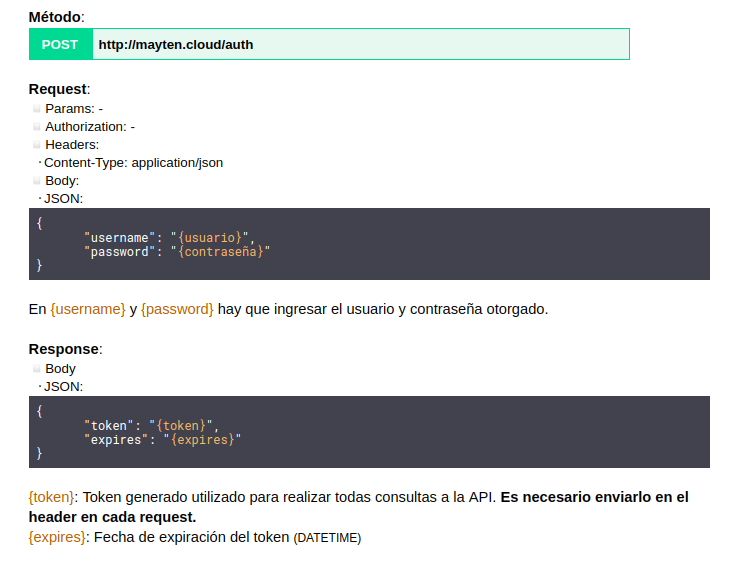 Método:
POST http://mayten.cloud/auth
Request:
Params: -
Authorization: -
Headers:
· Content-Type: application/json
Body:
· JSON:
{
"username": "{usuario}",
"password": "{contraseña}"
}
En {username} y {password} hay que ingresar el usuario y contraseña otorgado.
Response:
Body
· JSON:
{
"token": "{token}",
"expires": "{expires}"
}
{token}: Token generado utilizado para realizar todas consultas a la API. Es necesario enviarlo en el
header en cada request.
{expires}: Fecha de expiración del token (DATETIME)